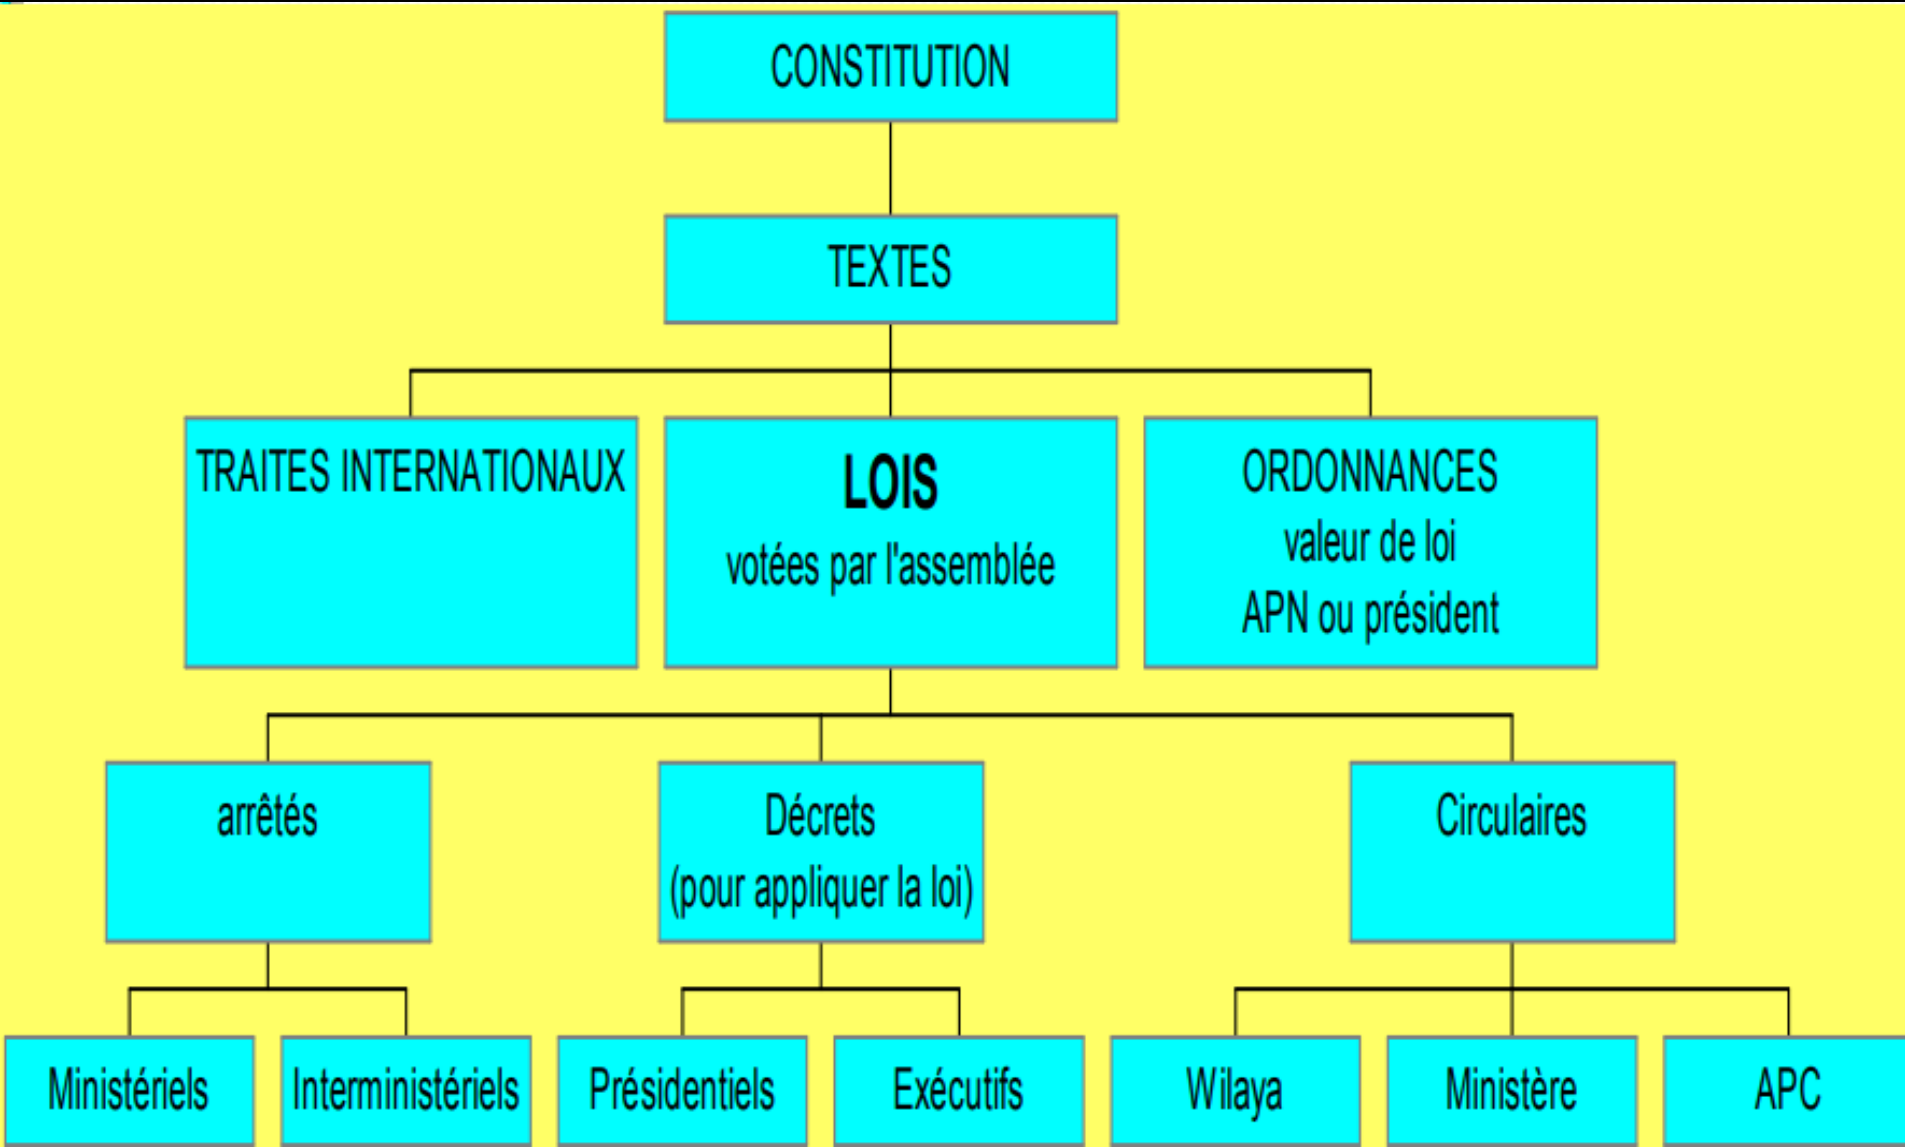 CONSTITUTION
TEXTES
TRAITES INTERNATIONAUX
LOIS
votées par l'assemblée
ORDONNANCES
valeur de loi
APN ou président
arrêtés
Décrets
(pour appliquer la loi)
Circulaires
Ministériels
Interministériels
Présidentiels
Exécutifs
Wilaya
Ministère
APC